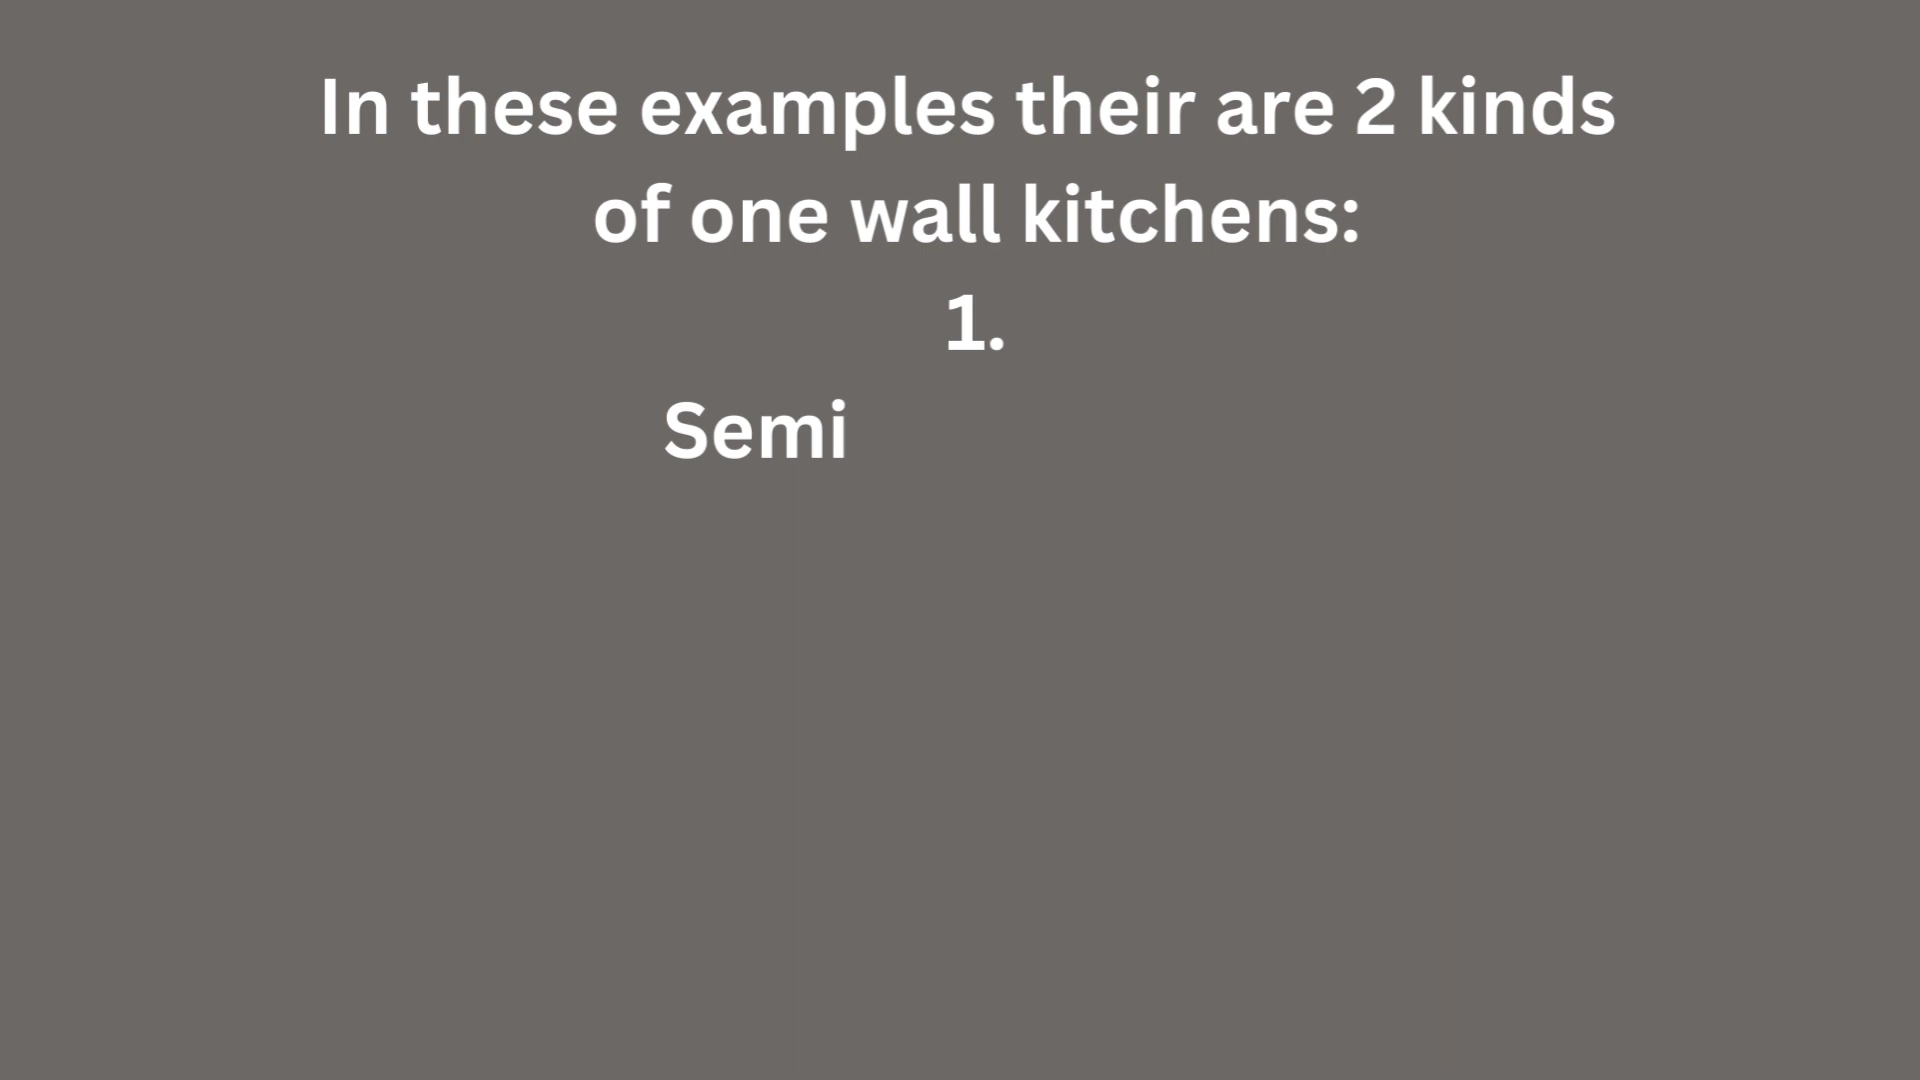 In these examples their are 2 kinds
of one wall kitchens:
1.
Semi